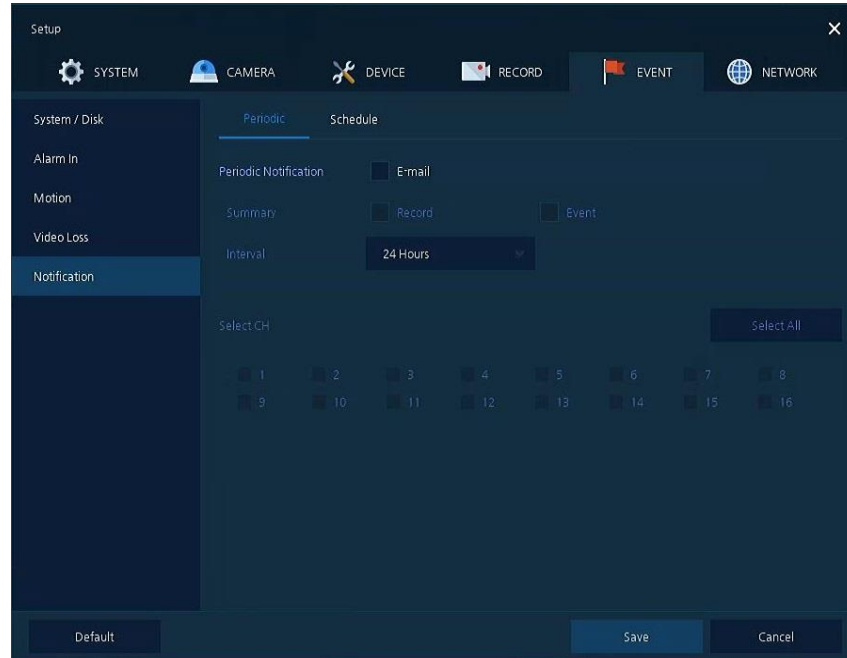 Setup
SYSTEM CAMERA DEVICE RECORD EVENT NETWORK
System / Disk
Alarm In
Motion
Video Loss
Notification
Periodic Schedule
Periodic Notification E-mail
Summary Record Event
Interval 24 Hours
Select CH Select All
1 2 3 4 5 6 7 8
9 10 11 12 13 14 15 16
Default Save Cancel